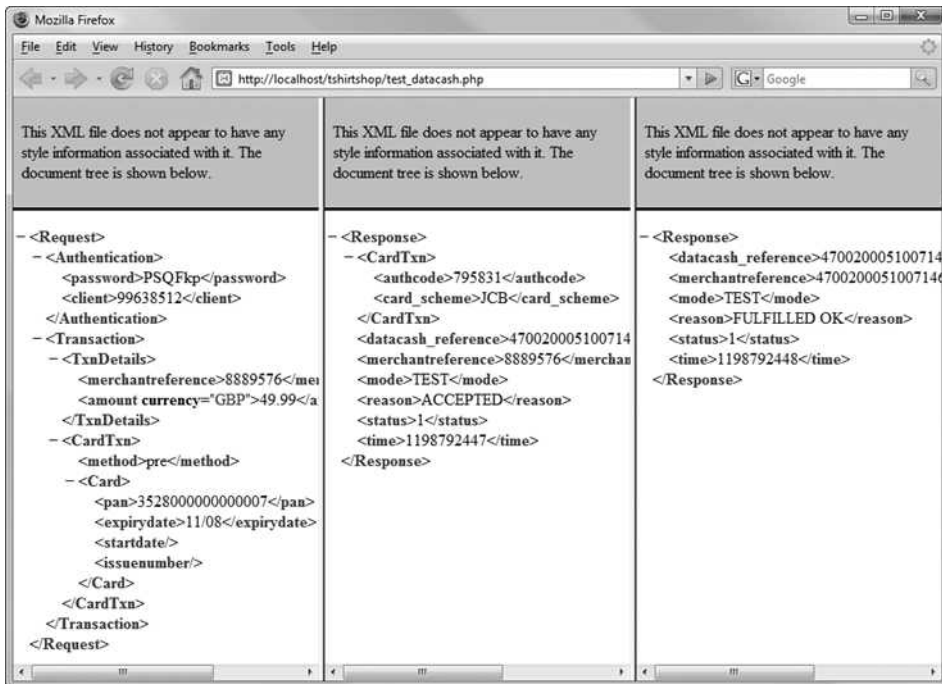 Mozilla Firefox
File Edit View History Bookmarks Tools Help
http://localhost/tshirtshop/test_datacash.php
G Google
This XML file does not appear to have any
style information associated with it. The
document tree is shown below.
− <Request>
− <Authentication>
<password>PSQFkp</password>
<client>99638512</client>
</Authentication>
− <Transaction>
− <TxnDetails>
<merchantreference>8889576</mer
<amount currency="GBP">49.99</a
</TxnDetails>
− <CardTxn>
<method>pre</method>
− <Card>
<pan>3528000000000007</pan>
<expirydate>11/08</expirydate>
<startdate/>
<issuenumber/>
</Card>
</CardTxn>
</Transaction>
</Request>
This XML file does not appear to have any
style information associated with it. The
document tree is shown below.
− <Response>
− <CardTxn>
<authcode>795831</authcode>
<card_scheme>JCB</card_scheme>
</CardTxn>
<datacash_reference>470020005100714
<merchantreference>8889576</merchan
<mode>TEST</mode>
<reason>ACCEPTED</reason>
<status>1</status>
<time>1198792447</time>
</Response>
This XML file does not appear to have any
style information associated with it. The
document tree is shown below.
− <Response>
<datacash_reference>470020005100714
<merchantreference>4700200051007146
<mode>TEST</mode>
<reason>FULFILLED OK</reason>
<status>1</status>
<time>1198792448</time>
</Response>